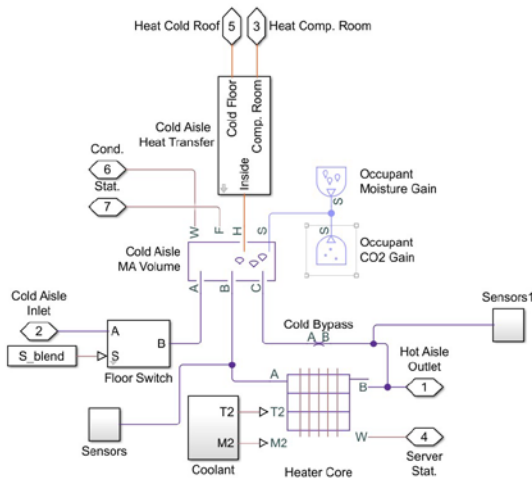 Heat Cold Roof
5
3
Heat Comp. Room
Cold Floor
Comp. Room
Cold Aisle
Heat Transfer
Inside
Cond.
6
Stat.
7
Occupant
Moisture Gain
S
S
Occupant
CO2 Gain
W
F
H
S
Cold Aisle
MA Volume
A
B
C
Cold Aisle
Inlet
2
A
B
S_blend
S
Floor Switch
Cold Bypass
A
B
Sensors1
Hot Aisle
Outlet
1
A
B
Sensors
T2
T2
M2
M2
Coolant
Heater Core
W
4
Server
Stat.